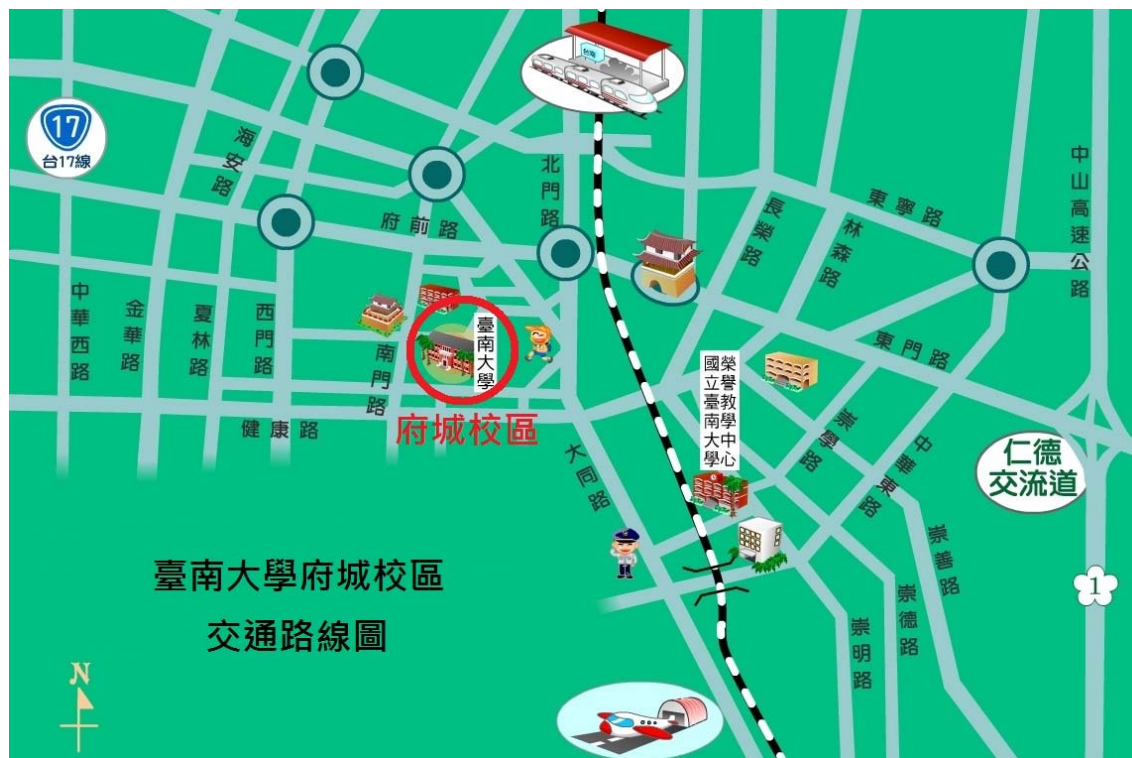 台南
17
台17線
海安路
北門路
府前路
長榮路
林森路
東寧路
中山高速公路
中華西路
金華路
夏林路
西門路
南門路
臺南大學
府城校區
健康路
東門路
國立臺南大學
榮譽教學中心
崇學路
中華東路
大同路
仁德
交流道
崇善路
崇德路
崇明路
1
臺南大學府城校區
交通路線圖
N